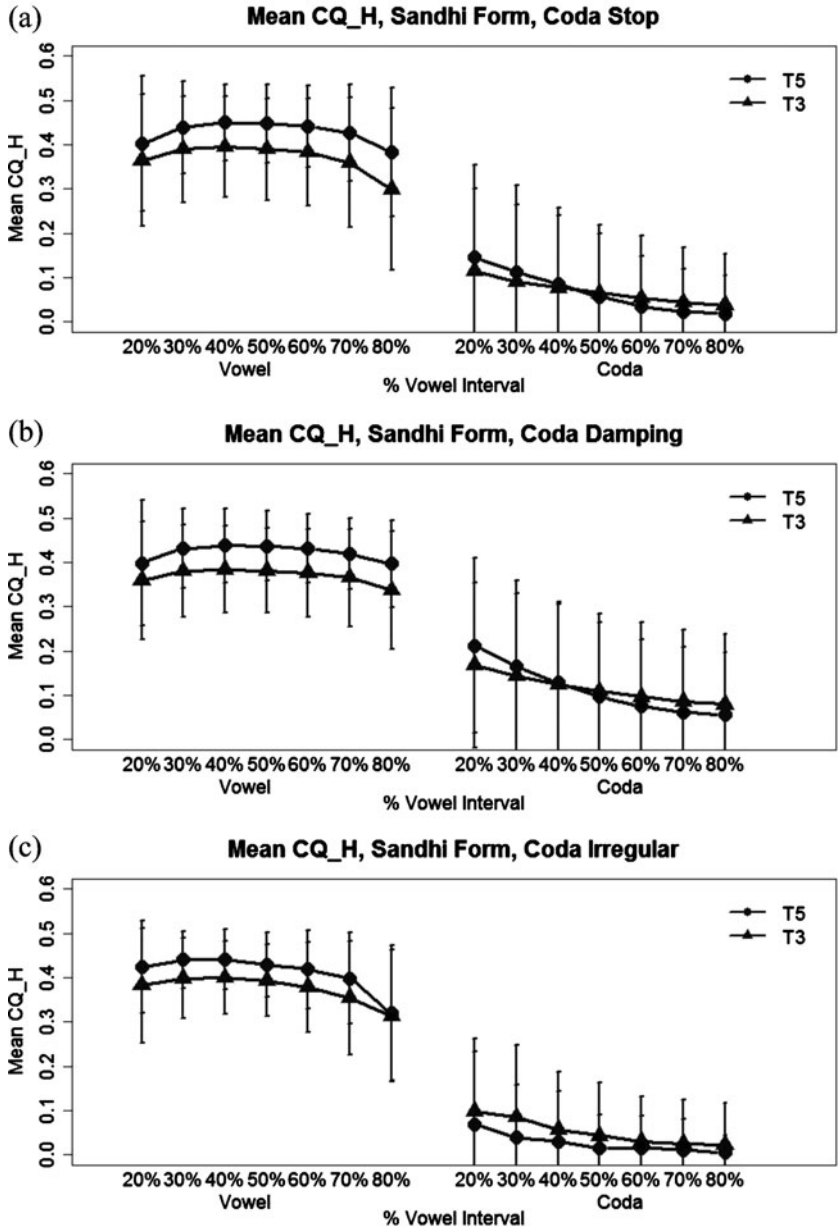 (a)
Mean CQ_H, Sandhi Form, Coda Stop
Mean CQ_H
0.6
0.5
0.4
0.3
0.2
0.1
0.0
T5
T3
20% 30% 40% 50% 60% 70% 80% 20% 30% 40% 50% 60% 70% 80%
Vowel Coda
% Vowel Interval
(b)
Mean CQ_H, Sandhi Form, Coda Damping
Mean CQ_H
0.6
0.5
0.4
0.3
0.2
0.1
0.0
T5
T3
20% 30% 40% 50% 60% 70% 80% 20% 30% 40% 50% 60% 70% 80%
Vowel Coda
% Vowel Interval
(c)
Mean CQ_H, Sandhi Form, Coda Irregular
Mean CQ_H
0.6
0.5
0.4
0.3
0.2
0.1
0.0
T5
T3
20% 30% 40% 50% 60% 70% 80% 20% 30% 40% 50% 60% 70% 80%
Vowel Coda
% Vowel Interval